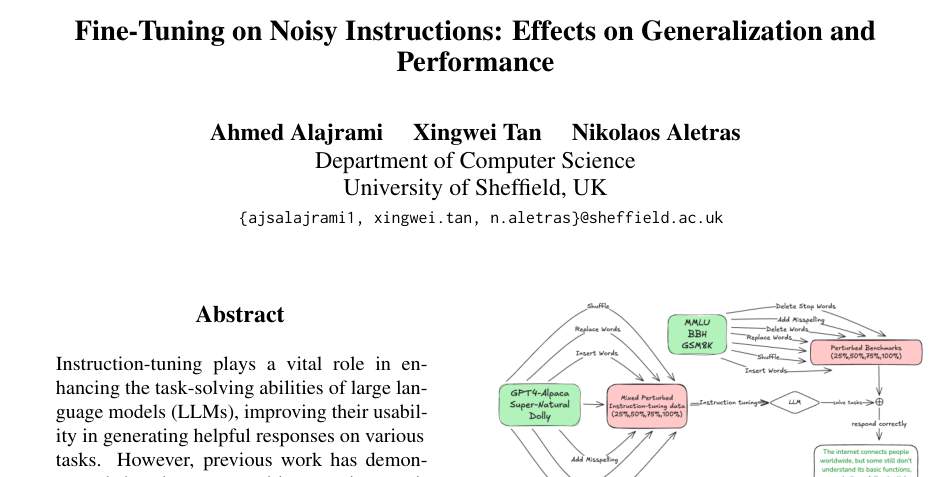 Fine-Tuning on Noisy Instructions: Effects on Generalization and
Performance
Ahmed Alajrami Xingwei Tan Nikolaos Aletras
Department of Computer Science
University of Sheffield, UK
{ajsalajrami1, xingwei.tan, n.aletras}@sheffield.ac.uk
Abstract
Instruction-tuning plays a vital role in en-
hancing the task-solving abilities of large lan-
guage models (LLMs), improving their usabil-
ity in generating helpful responses on various
tasks. However, previous work has demon-
Shuffle
Replace Words
Insert Words
GPT4-Alpaca
Super-Natural
Dolly
Add Misspelling
Mixed Perturbed
Instruction-tuning data
(25%,50%,75%,100%)
MMLU
BBH
GSM8K
Delete Stop Words
Add Misspelling
Delete Words
Replace Words
Shuffle
Insert Words
Perturbed Benchmarks
(25%,50%,75%,100%)
Instruction tuning
LLM
solve tasks
respond correctly
The internet connects people
worldwide, but some still don't
understand its basic functions,